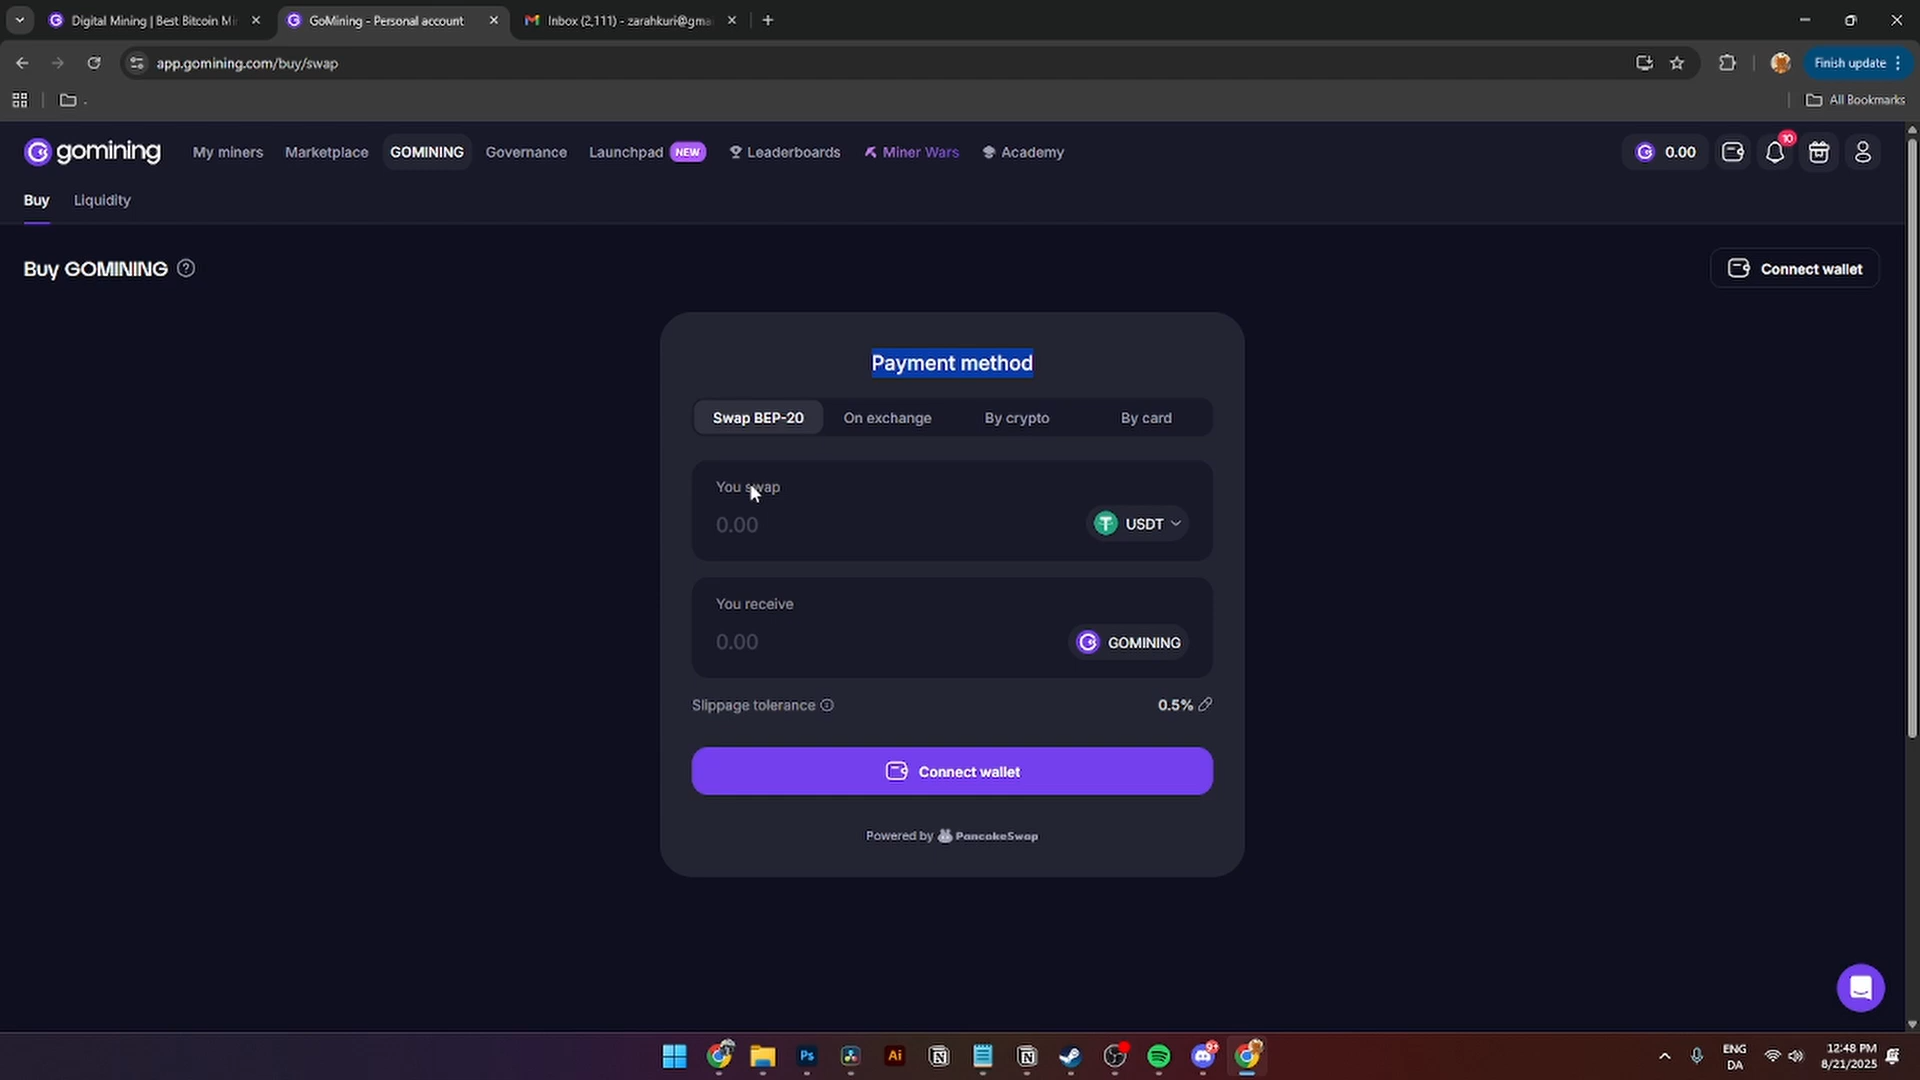 Digital Mining | Best Bitcoin Mi
GoMining - Personal account
Inbox (2,111) - zarahkuri@gma
app.gomining.com/buy/swap
Finish update
.
All Bookmarks
gomining
My miners
Marketplace
GOMINING
Governance
Launchpad NEW
Leaderboards
Miner Wars
Academy
0.00
10
Buy
Liquidity
Buy GOMINING
Connect wallet
Payment method
Swap BEP-20
On exchange
By crypto
By card
You swap
0.00
USDT
You receive
0.00
GOMINING
Slippage tolerance
0.5%
Connect wallet
Powered by PancakeSwap
Ps
Ai
9+
ENG
DA
12:48 PM
8/21/2025